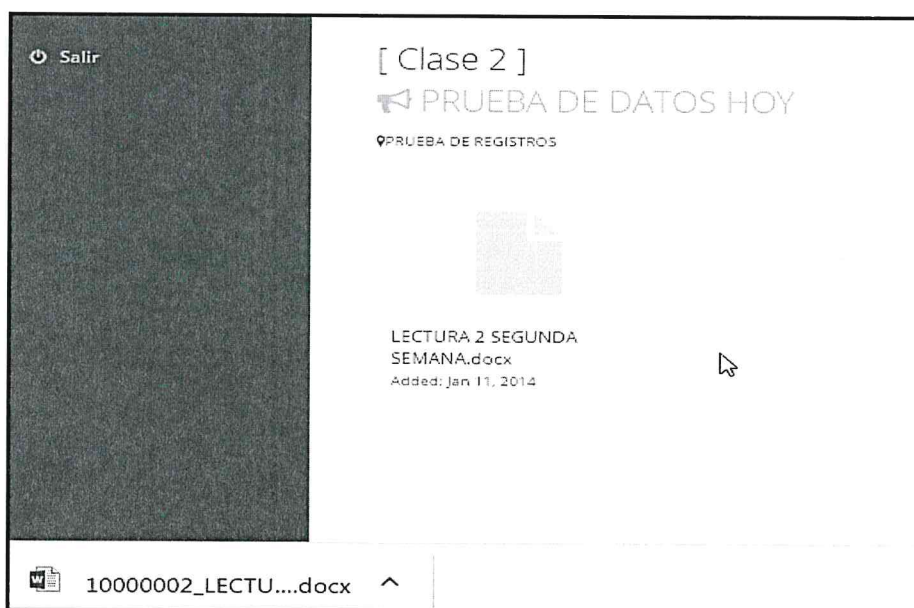 Salir
[ Clase 2 ]
PRUEBA DE DATOS HOY
PRUEBA DE REGISTROS
LECTURA 2 SEGUNDA
SEMANA.docx
Added: Jan 11, 2014
10000002_LECTU....docx